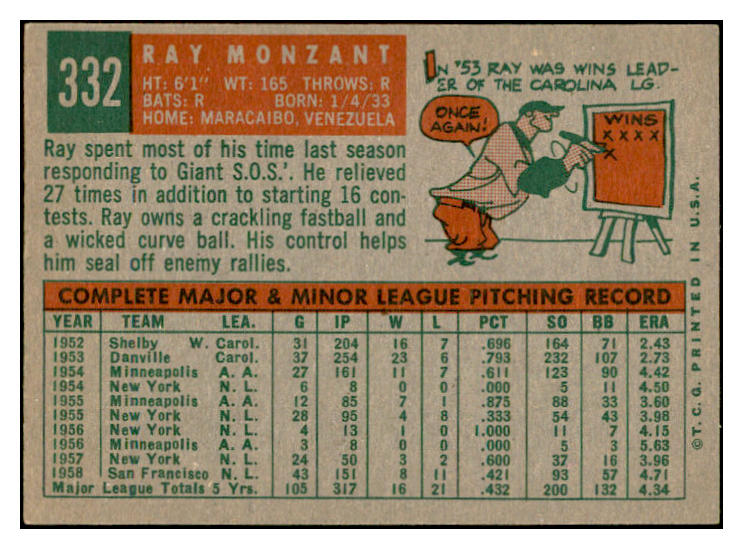 332
RAY MONZANT
HT: 6'1" WT: 165 THROWS: R
BATS: R BORN: 1/4/33
HOME: MARACAIBO, VENEZUELA
IN '53 RAY WAS WINS LEAD-
ER OF THE CAROLINA LG.
ONCE
AGAIN!
WINS
X X X X
X
Ray spent most of his time last season
responding to Giant S.O.S.'. He relieved
27 times in addition to starting 16 con-
tests. Ray owns a crackling fastball and
a wicked curve ball. His control helps
him seal off enemy rallies.
COMPLETE MAJOR & MINOR LEAGUE PITCHING RECORD
YEAR TEAM LEA. G IP W L PCT SO BB ERA
1952 Shelby W. Carol. 31 204 16 7 .696 164 71 2.43
1953 Danville Carol. 37 254 23 6 .793 232 107 2.73
1954 Minneapolis A. A. 27 161 11 7 .611 123 90 4.42
1954 New York N. L. 6 8 0 0 .000 5 11 4.50
1955 Minneapolis A. A. 12 85 7 1 .875 88 33 3.60
1955 New York N. L. 28 95 4 8 .333 54 43 3.98
1956 New York N. L. 4 13 1 0 1.000 11 7 4.15
1956 Minneapolis A. A. 3 8 0 0 .000 5 3 5.63
1957 New York N. L. 24 50 3 2 .600 37 16 3.96
1958 San Francisco N. L. 43 151 8 11 .421 93 57 4.71
Major League Totals 5 Yrs. 105 317 16 21 .432 200 132 4.34
©T.C.G. PRINTED IN U.S.A.